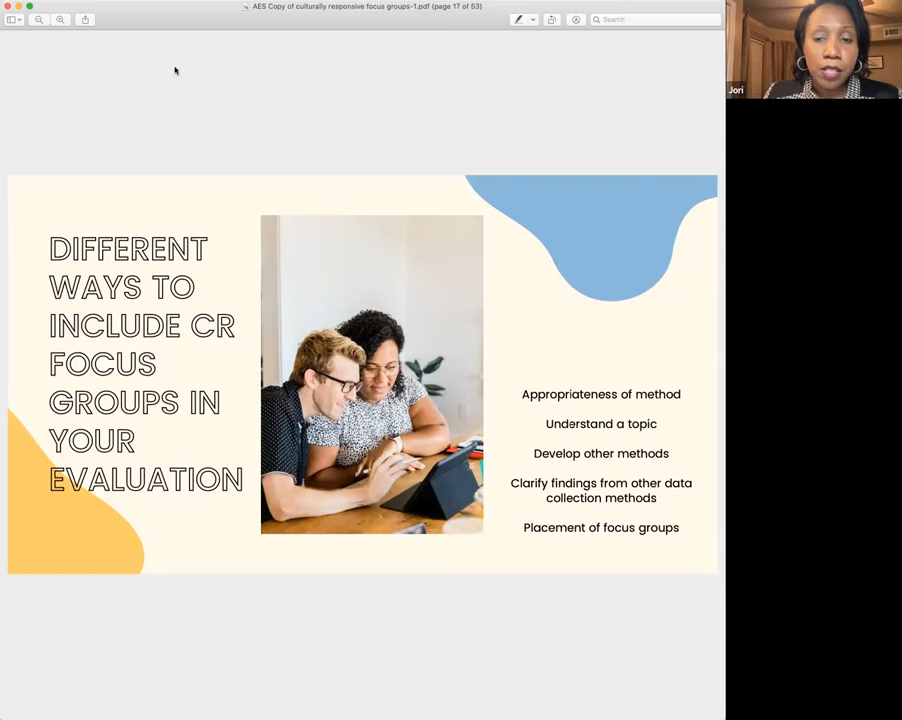 AES Copy of culturally responsive focus groups-1.pdf (page 17 of 53)
Search
Jori
DIFFERENT
WAYS TO
INCLUDE CR
FOCUS
GROUPS IN
YOUR
EVALUATION
Appropriateness of method
Understand a topic
Develop other methods
Clarify findings from other data
collection methods
Placement of focus groups